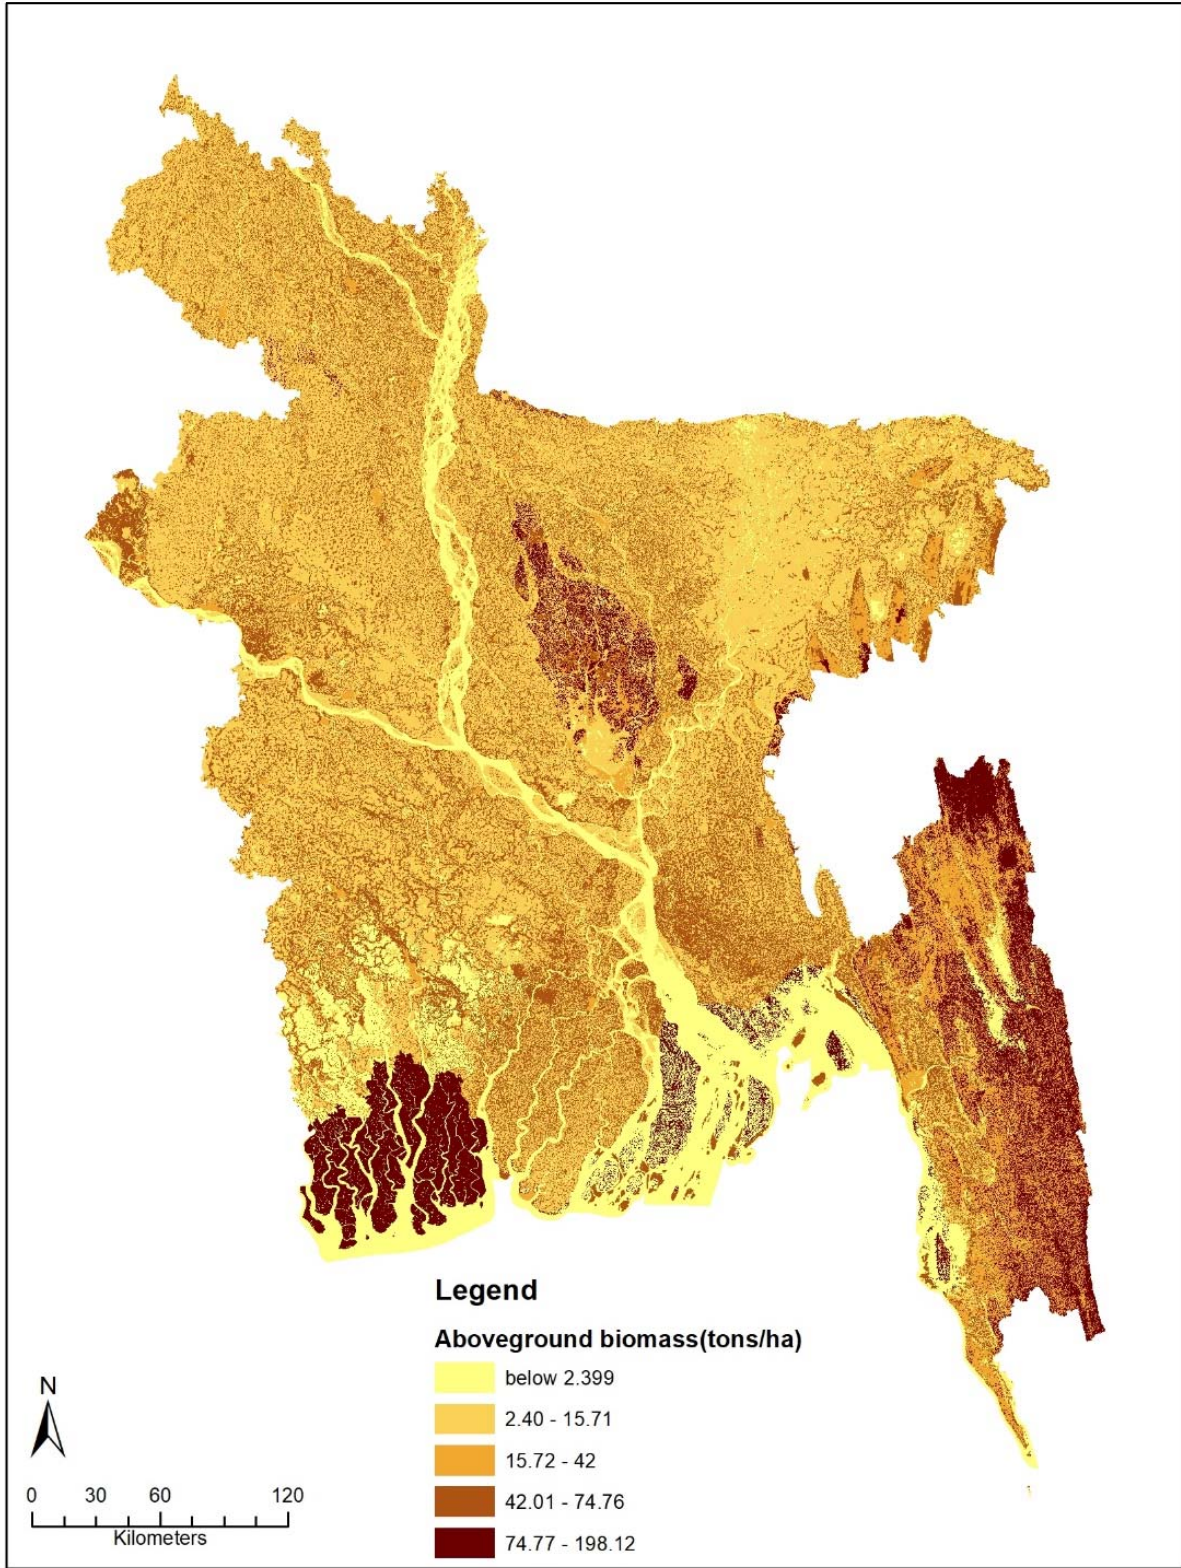 Legend
Aboveground biomass(tons/ha)
below 2.399
2.40 - 15.71
15.72 - 42
42.01 - 74.76
74.77 - 198.12
N
0 30 60 120
Kilometers